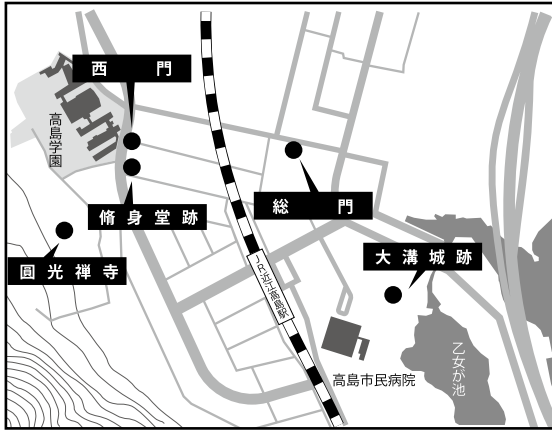 西門
高島学園
脩身堂跡
総門
圓光禅寺
大溝城跡
JR近江高島駅
乙女が池
高島市民病院